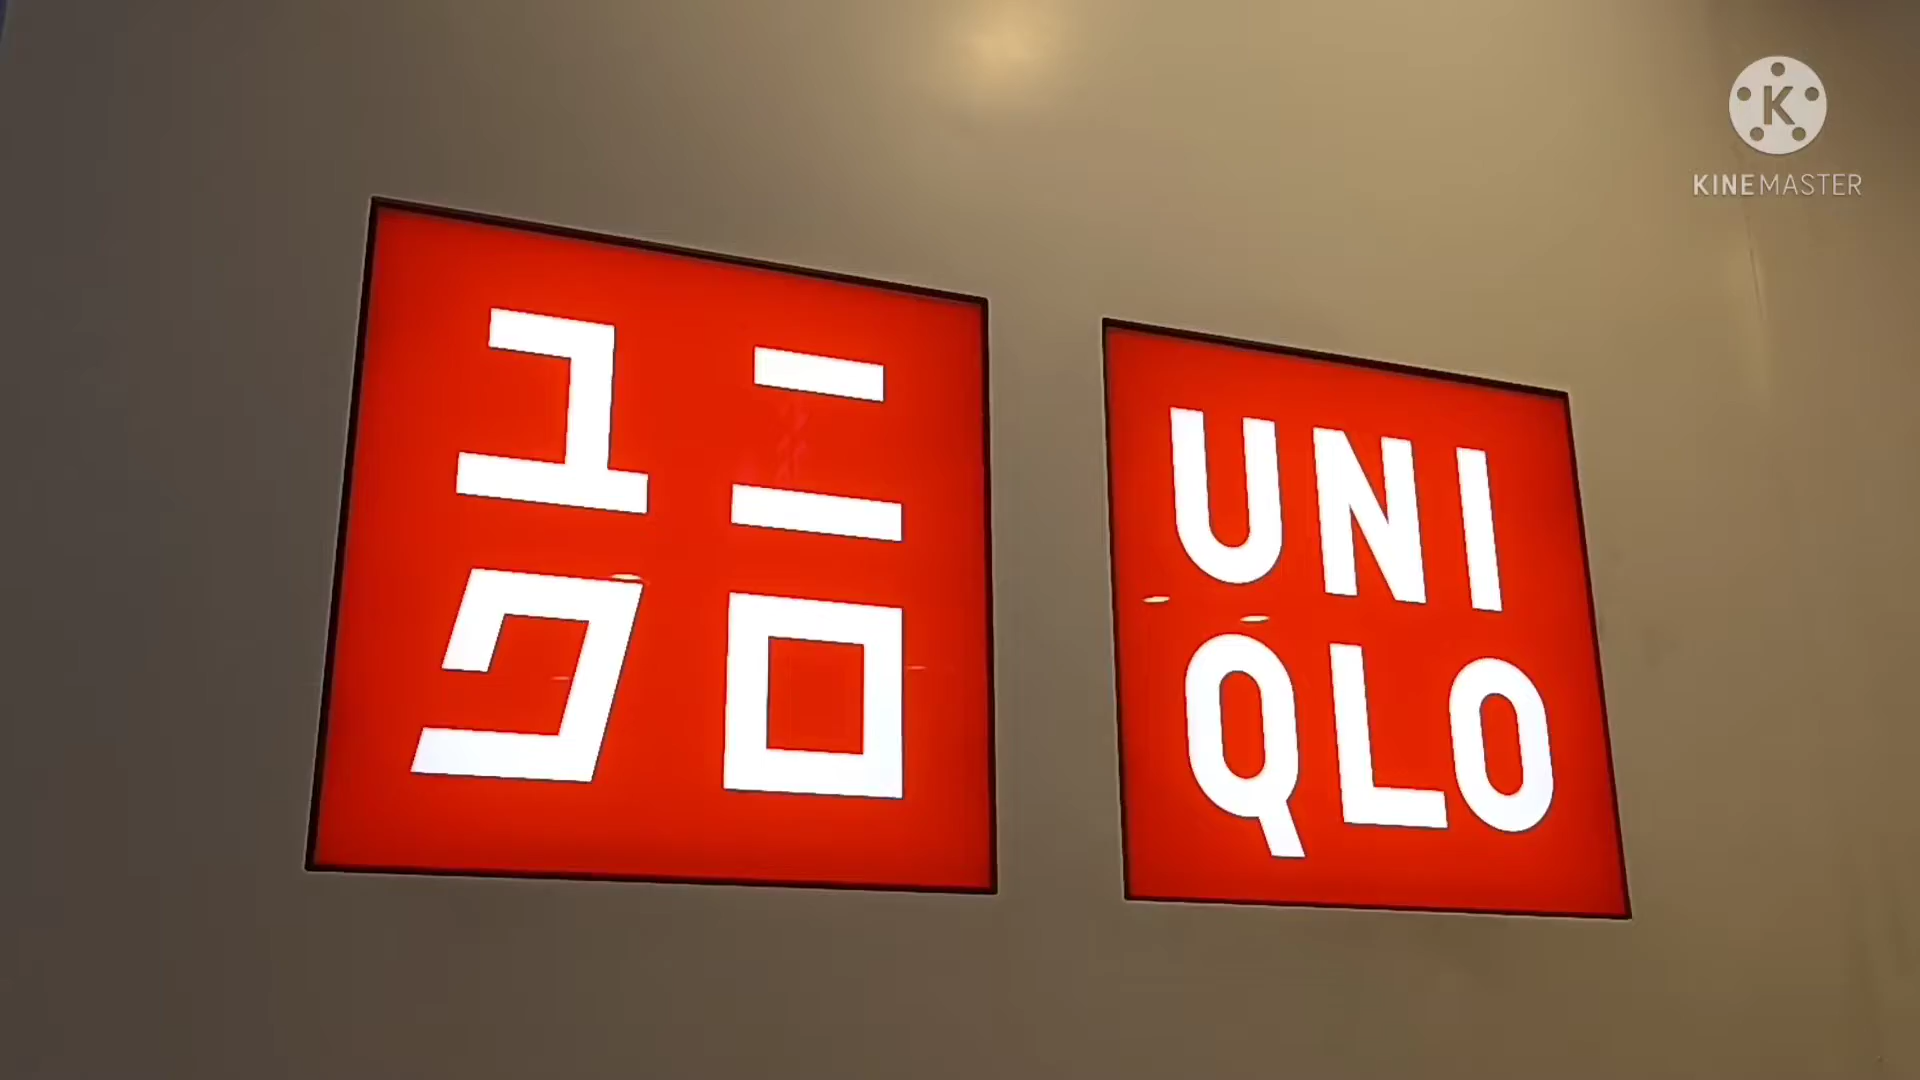 ユニ
クロ
UNI
QLO
K
KINEMASTER